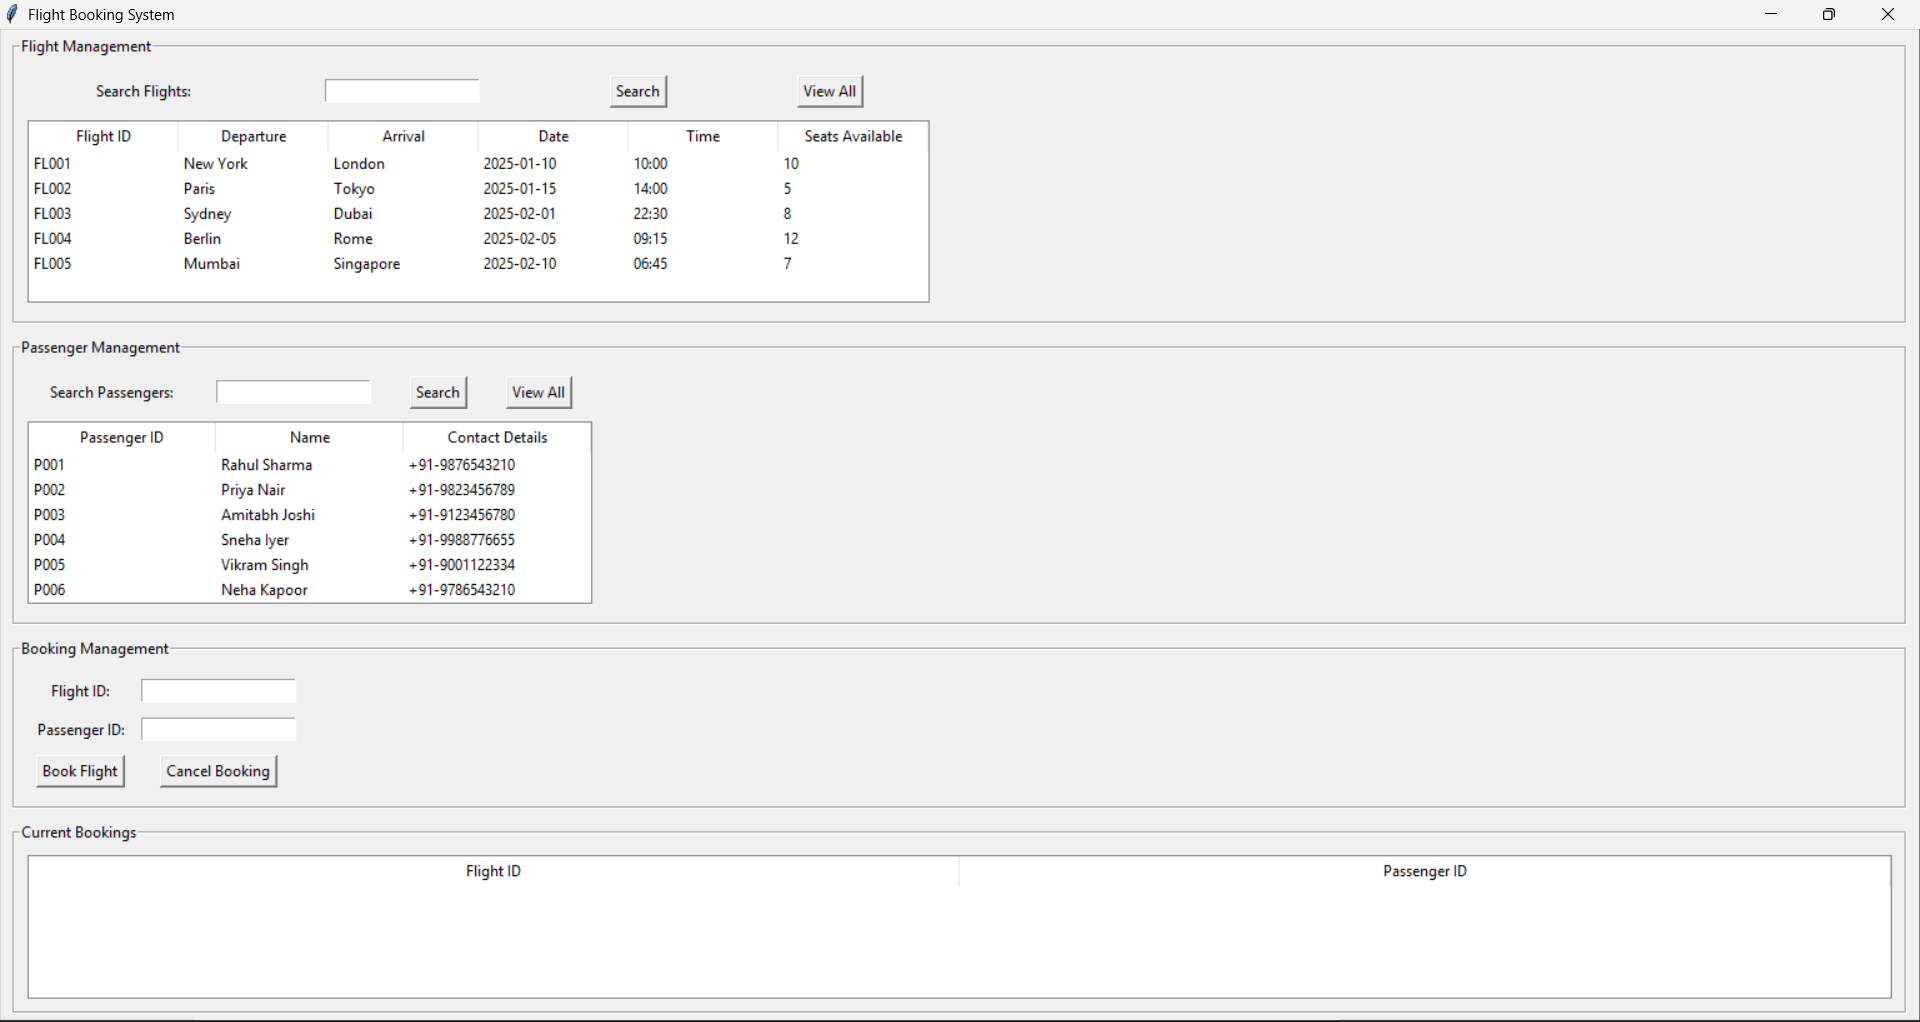 Flight Booking System
Flight Management
Search Flights: Search View All
Flight ID Departure Arrival Date Time Seats Available
FL001 New York London 2025-01-10 10:00 10
FL002 Paris Tokyo 2025-01-15 14:00 5
FL003 Sydney Dubai 2025-02-01 22:30 8
FL004 Berlin Rome 2025-02-05 09:15 12
FL005 Mumbai Singapore 2025-02-10 06:45 7
Passenger Management
Search Passengers: Search View All
Passenger ID Name Contact Details
P001 Rahul Sharma +91-9876543210
P002 Priya Nair +91-9823456789
P003 Amitabh Joshi +91-9123456780
P004 Sneha Iyer +91-9988776655
P005 Vikram Singh +91-9001122334
P006 Neha Kapoor +91-9786543210
Booking Management
Flight ID:
Passenger ID:
Book Flight Cancel Booking
Current Bookings
Flight ID Passenger ID